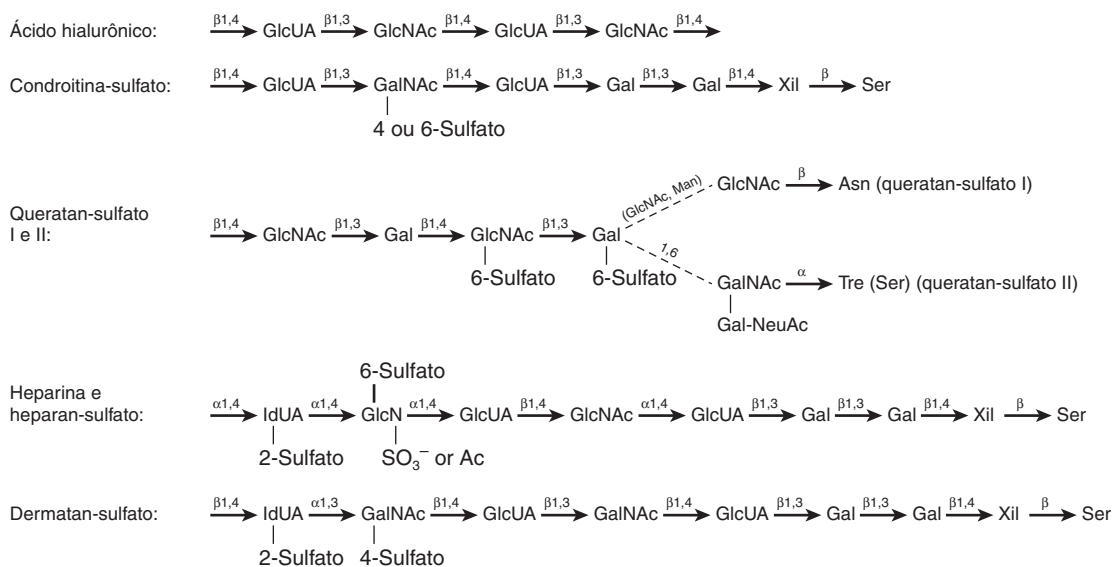 Ácido hialurônico: β1,4 GlcUA β1,3 GlcNAc β1,4 GlcUA β1,3 GlcNAc β1,4
Condroitina-sulfato: β1,4 GlcUA β1,3 GalNAc β1,4 GlcUA β1,3 Gal β1,3 Gal β1,4 Xil β Ser
4 ou 6-Sulfato
(GlcNAc, Man) GlcNAc β Asn (queratan-sulfato I)
Queratan-sulfato
I e II: β1,4 GlcNAc β1,3 Gal β1,4 GlcNAc β1,3 Gal
6-Sulfato 6-Sulfato 1,6
GalNAc α Tre (Ser) (queratan-sulfato II)
Gal-NeuAc
6-Sulfato
Heparina e
heparan-sulfato: α1,4 IdUA α1,4 GlcN α1,4 GlcUA β1,4 GlcNAc α1,4 GlcUA β1,3 Gal β1,3 Gal β1,4 Xil β Ser
2-Sulfato SO₃⁻ or Ac
Dermatan-sulfato: β1,4 IdUA α1,3 GalNAc β1,4 GlcUA β1,3 GalNAc β1,4 GlcUA β1,3 Gal β1,3 Gal β1,4 Xil β Ser
2-Sulfato 4-Sulfato